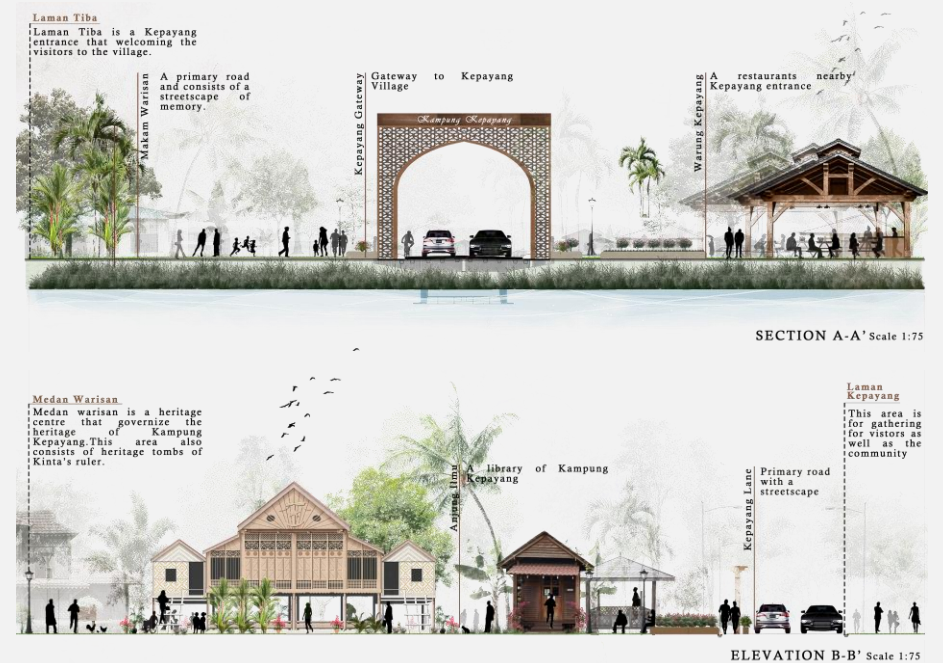 Laman Tiba
Laman Tiba is a Kepayang
entrance that welcoming the
visitors to the village.
Makam Warisan
A primary road
and consists of a
streetscape of
memory.
Kepayang Gateway
Gateway to Kepayang
Village
Kampung Kepayang
Warung Kepayang
A restaurants nearby
Kepayang entrance
SECTION A-A' Scale 1:75
Medan Warisan
Medan warisan is a heritage
centre that governize the
heritage of Kampung
Kepayang.This area also
consists of heritage tombs of
Kinta's ruler.
Anjung Ilmu
A library of Kampung
Kepayang
Kepayang Lane
Primary road
with a
streetscape
Laman
Kepayang
This area is
for gathering
for vistors as
well as the
community
ELEVATION B-B' Scale 1:75